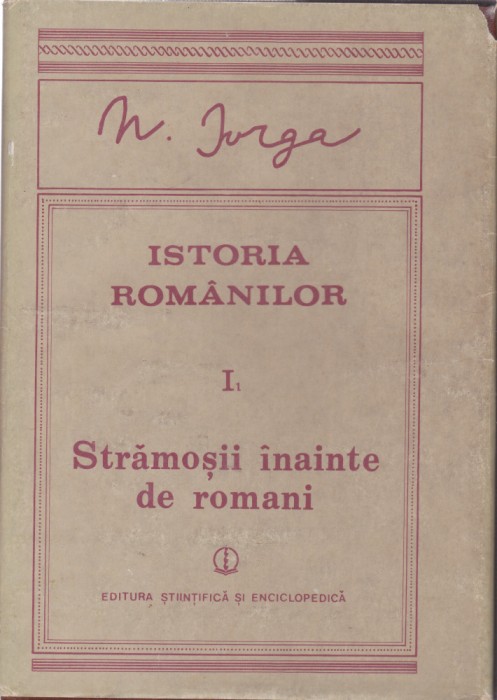 N. Iorga
ISTORIA
ROMÂNILOR
I₁
Strămoșii înainte
de romani
EDITURA ȘTIINȚIFICĂ ȘI ENCICLOPEDICĂ